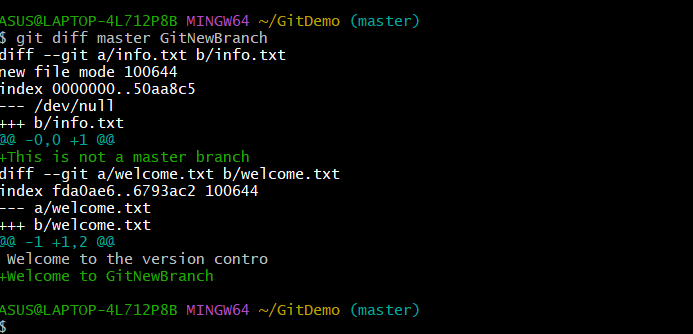 ASUS@LAPTOP-4L712P8B MINGW64 ~/GitDemo (master)
$ git diff master GitNewBranch
diff --git a/info.txt b/info.txt
new file mode 100644
index 0000000..50aa8c5
--- /dev/null
+++ b/info.txt
@@ -0,0 +1 @@
+This is not a master branch
diff --git a/welcome.txt b/welcome.txt
index fda0ae6..6793ac2 100644
--- a/welcome.txt
+++ b/welcome.txt
@@ -1 +1,2 @@
 Welcome to the version contro
+Welcome to GitNewBranch
ASUS@LAPTOP-4L712P8B MINGW64 ~/GitDemo (master)
$